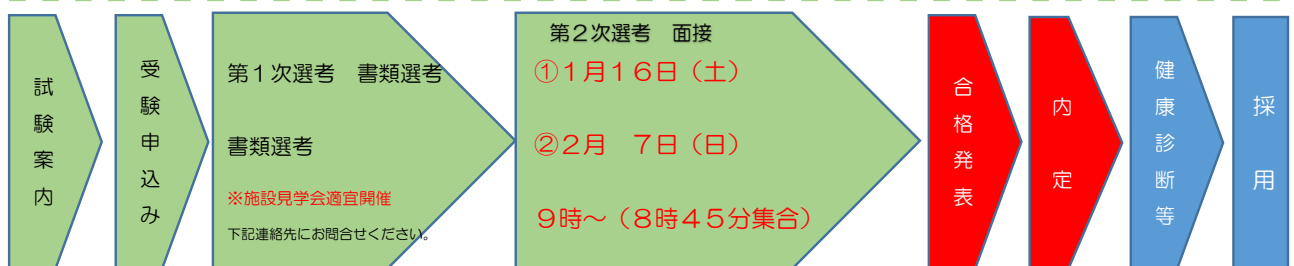 試験案内
受験申込み
第１次選考　書類選考
書類選考
※施設見学会適宜開催
下記連絡先にお問合せください。
第２次選考　面接
①１月１６日（土）
②２月　７日（日）
９時～（８時４５分集合）
合格発表
内定
健康診断等
採用